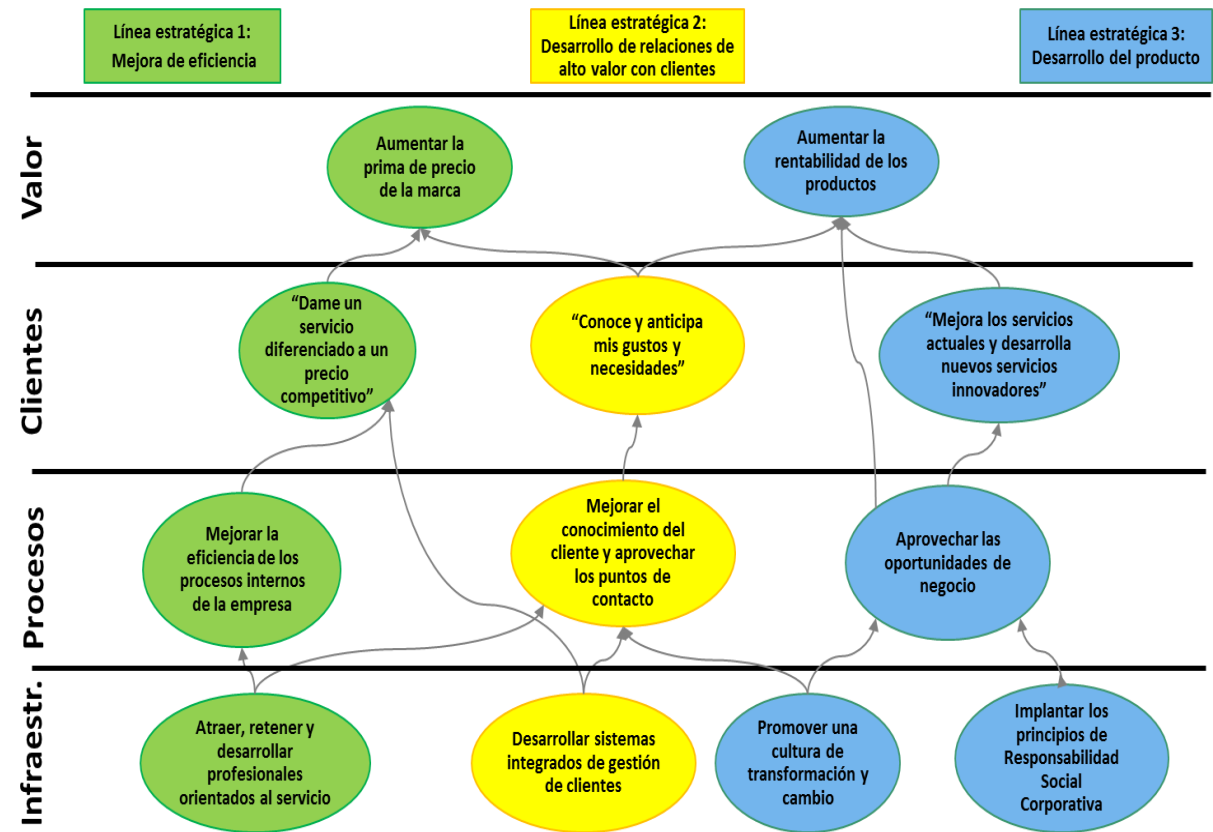 Línea estratégica 1:
Mejora de eficiencia
Línea estratégica 2:
Desarrollo de relaciones de
alto valor con clientes
Línea estratégica 3:
Desarrollo del producto
Valor
Aumentar la
prima de precio
de la marca
Aumentar la
rentabilidad de los
productos
Clientes
“Dame un
servicio
diferenciado a un
precio
competitivo”
“Conoce y anticipa
mis gustos y
necesidades”
“Mejora los servicios
actuales y desarrolla
nuevos servicios
innovadores”
Procesos
Mejorar la
eficiencia de los
procesos internos
de la empresa
Mejorar el
conocimiento del
cliente y aprovechar
los puntos de
contacto
Aprovechar las
oportunidades de
negocio
Infraestr.
Atraer, retener y
desarrollar
profesionales
orientados al servicio
Desarrollar sistemas
integrados de gestión
de clientes
Promover una
cultura de
transformación y
cambio
Implantar los
principios de
Responsabilidad
Social
Corporativa